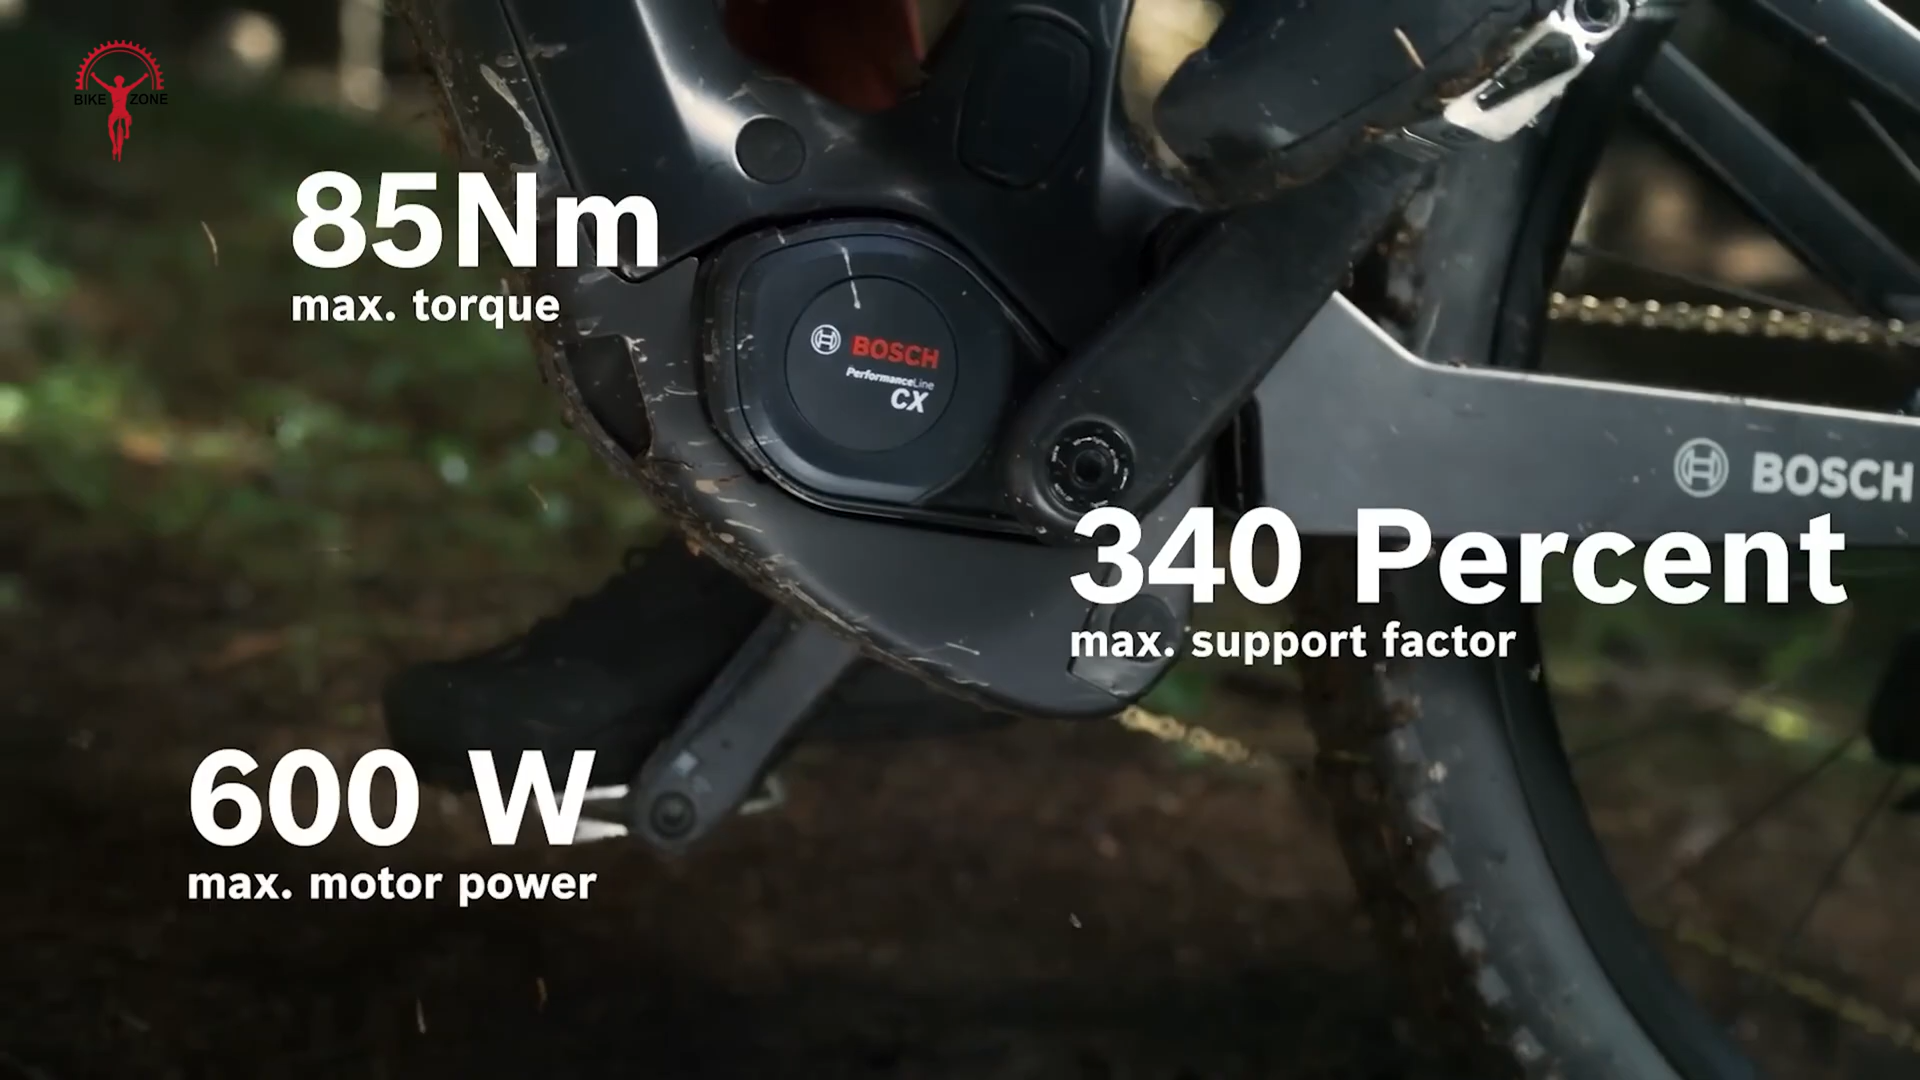 BIKE ZONE
85Nm
max. torque
BOSCH
PerformanceLine
CX
BOSCH
340 Percent
max. support factor
600 W
max. motor power